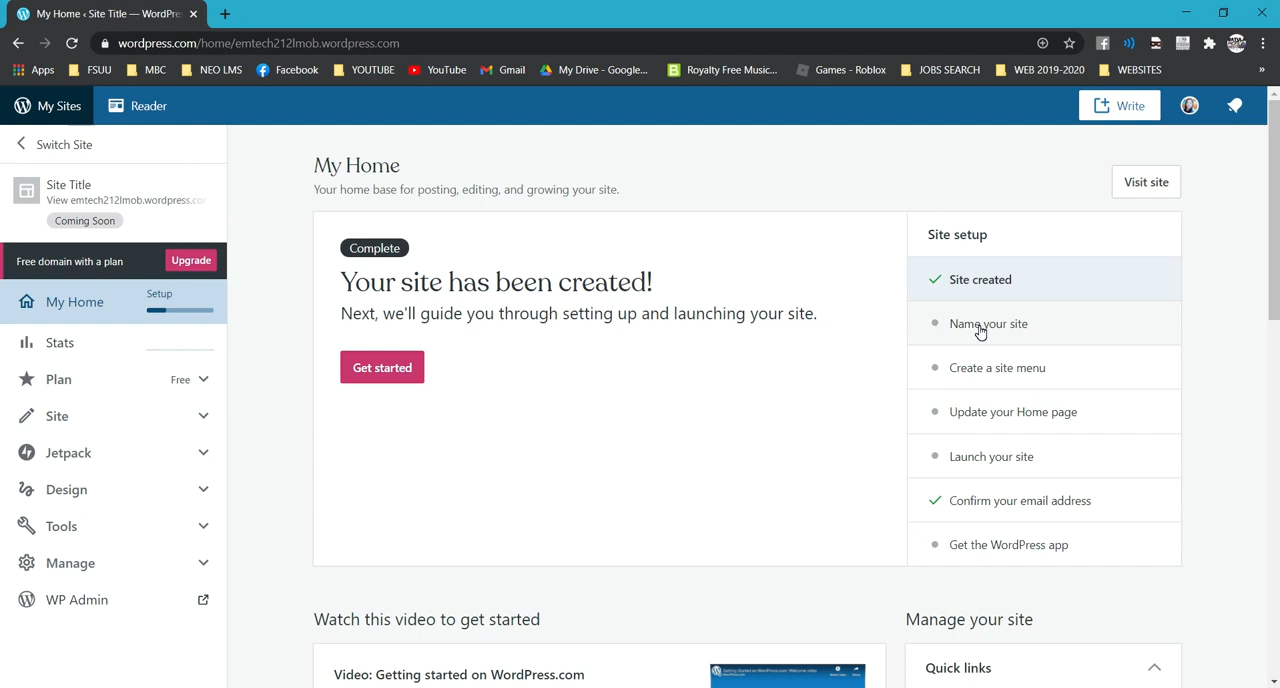 My Home ‹ Site Title — WordPre
wordpress.com/home/emtech212lmob.wordpress.com
Apps FSUU MBC NEO LMS Facebook YOUTUBE YouTube Gmail My Drive - Google... Royalty Free Music... Games - Roblox JOBS SEARCH WEB 2019-2020 WEBSITES »
My Sites Reader Write
Switch Site
Site Title
View emtech212lmob.wordpress.co
Coming Soon
Free domain with a plan Upgrade
My Home Setup
Stats
Plan Free
Site
Jetpack
Design
Tools
Manage
WP Admin
My Home
Your home base for posting, editing, and growing your site.
Visit site
Complete
Your site has been created!
Next, we'll guide you through setting up and launching your site.
Get started
Site setup
Site created
Name your site
Create a site menu
Update your Home page
Launch your site
Confirm your email address
Get the WordPress app
Watch this video to get started
Video: Getting started on WordPress.com
Manage your site
Quick links